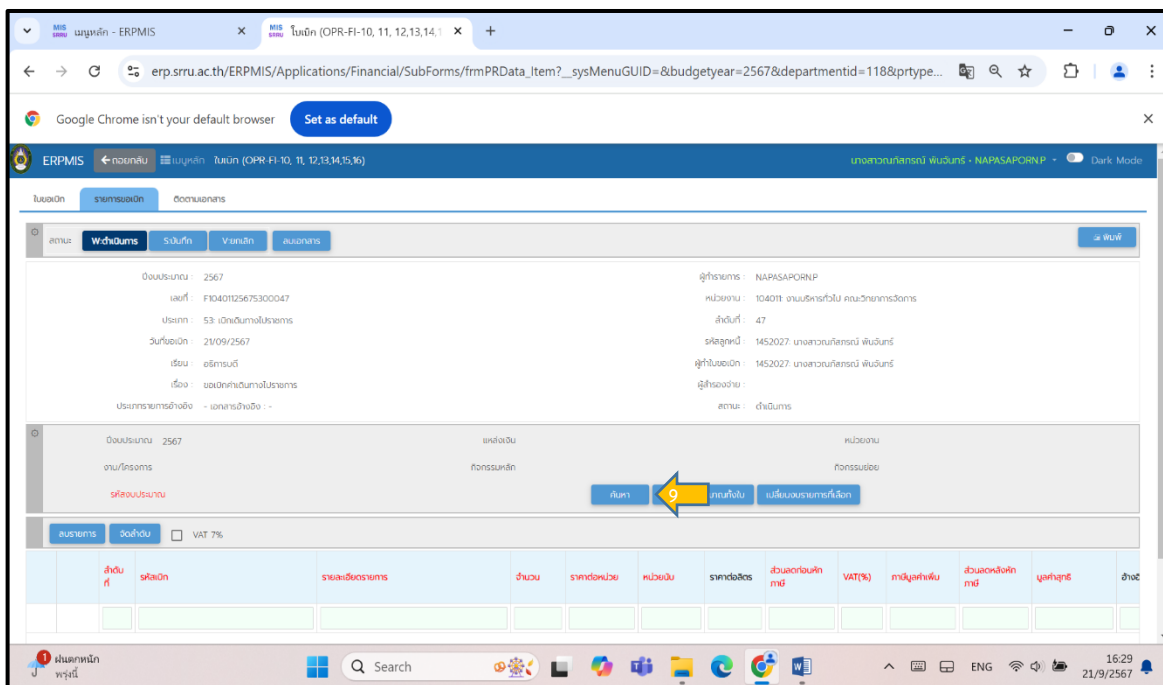 MIS SRRU เมนูหลัก - ERPMIS
MIS SRRU ใบเบิก (OPR-FI-10, 11, 12,13,14,1
erp.srru.ac.th/ERPMIS/Applications/Financial/SubForms/frmPRData_Item?__sysMenuGUID=&budgetyear=2567&departmentid=118&prtype...
Google Chrome isn't your default browser Set as default
ERPMIS ถอยกลับ เมนูหลัก ใบเบิก (OPR-FI-10, 11, 12,13,14,15,16) นางสาวณภัสภรณ์ พันจันทร์ - NAPASAPORN.P Dark Mode
ใบขอเบิก รายการขอเบิก ติดตามเอกสาร
สถานะ W:ดำเนินการ S:บันทึก V:ยกเลิก ลบเอกสาร พิมพ์
ปีงบประมาณ : 2567 ผู้ทำรายการ : NAPASAPORN.P
เลขที่ : F10401125675300047 หน่วยงาน : 104011: งานบริหารทั่วไป คณะวิทยาการจัดการ
ประเภท : 53: เบิกเดินทางไปราชการ ลำดับที่ : 47
วันที่ขอเบิก : 21/09/2567 รหัสลูกหนี้ : 1452027: นางสาวณภัสภรณ์ พันจันทร์
เรียน : อธิการบดี ผู้ทำใบขอเบิก : 1452027: นางสาวณภัสภรณ์ พันจันทร์
เรื่อง : ขอเบิกค่าเดินทางไปราชการ ผู้สำรองจ่าย :
ประเภทรายการอ้างอิง - เอกสารอ้างอิง : - สถานะ : ดำเนินการ
ปีงบประมาณ 2567 แหล่งเงิน หน่วยงาน
งาน/โครงการ กิจกรรมหลัก กิจกรรมย่อย
รหัสงบประมาณ ค้นหา 9 มาณทั้งใบ เปลี่ยนงบรายการที่เลือก
ลบรายการ จัดลำดับ VAT 7%
ลำดับที่ รหัสเบิก รายละเอียดรายการ จำนวน ราคาต่อหน่วย หน่วยนับ ราคาต่อลิตร ส่วนลดก่อนหักภาษี VAT(%) ภาษีมูลค่าเพิ่ม ส่วนลดหลังหักภาษี มูลค่าสุทธิ อ้างอิ
1 ฝนตกหนัก
พรุ่งนี้
Search
ENG
16:29
21/9/2567